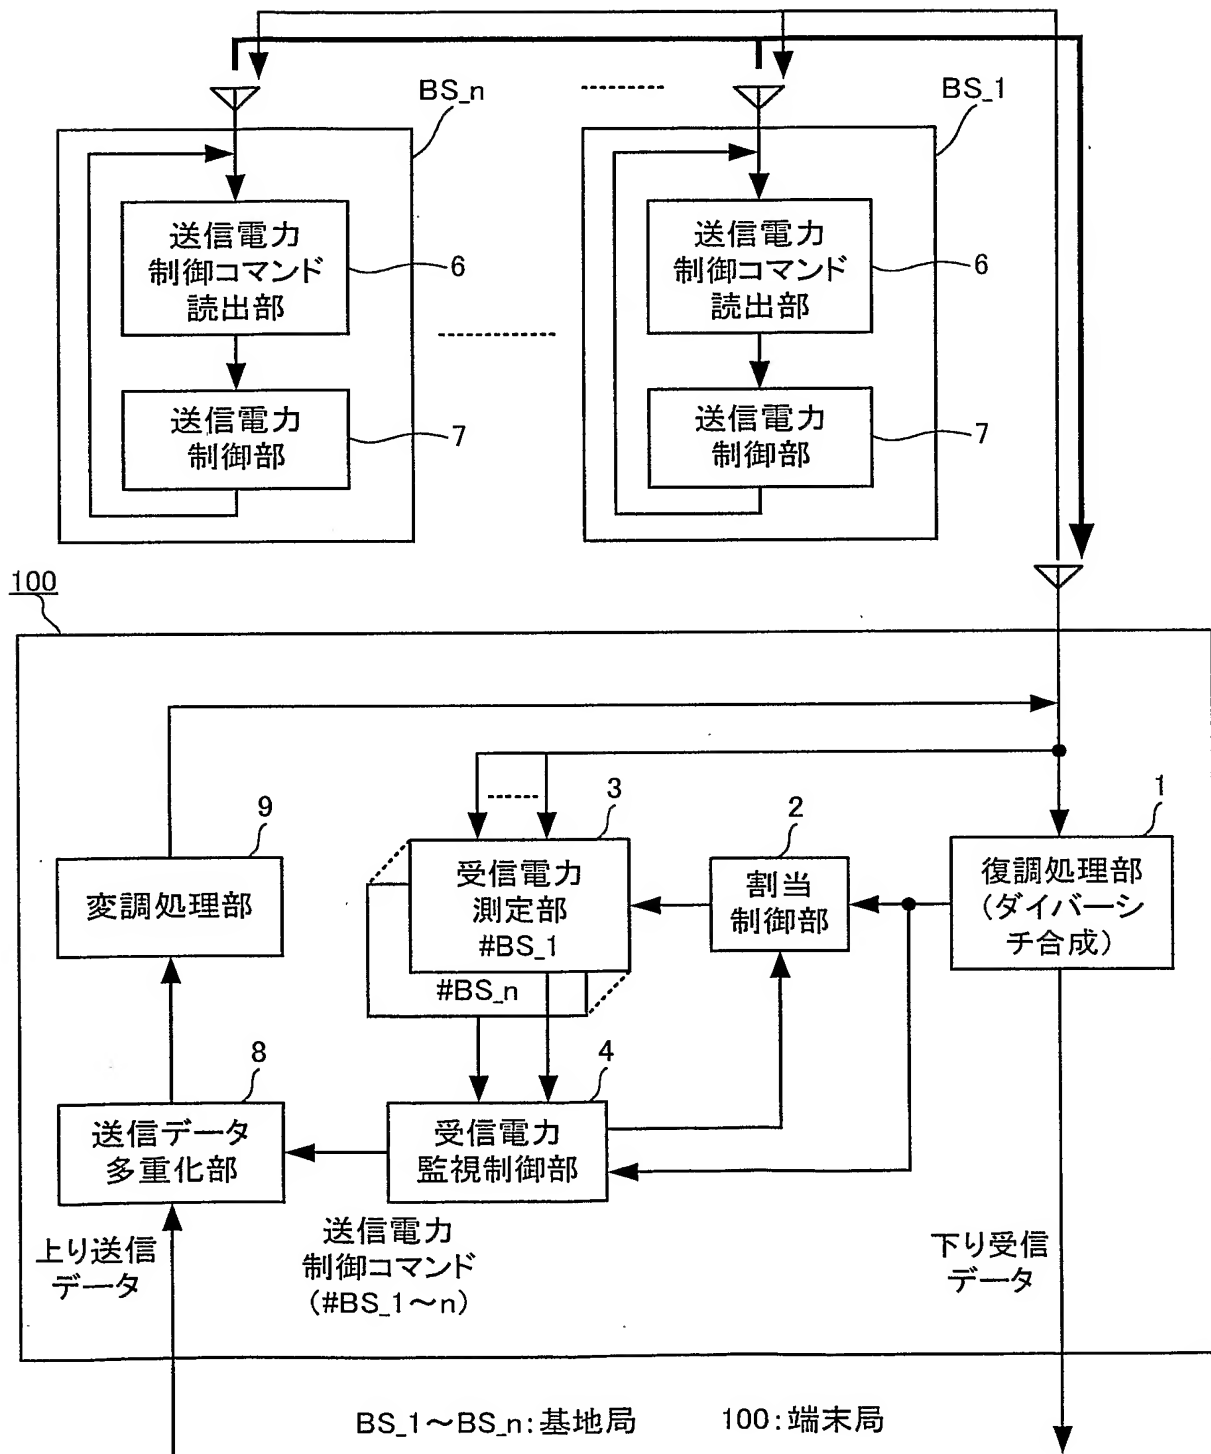 BS_n
BS_1
送信電力
制御コマンド
読出部
6
送信電力
制御部
7
送信電力
制御コマンド
読出部
6
送信電力
制御部
7
100
9
変調処理部
3
受信電力
測定部
#BS_1
#BS_n
2
割当
制御部
1
復調処理部
(ダイバーシ
チ合成)
8
送信データ
多重化部
4
受信電力
監視制御部
上り送信
データ
送信電力
制御コマンド
(#BS_1～n)
下り受信
データ
BS_1～BS_n:基地局
100:端末局